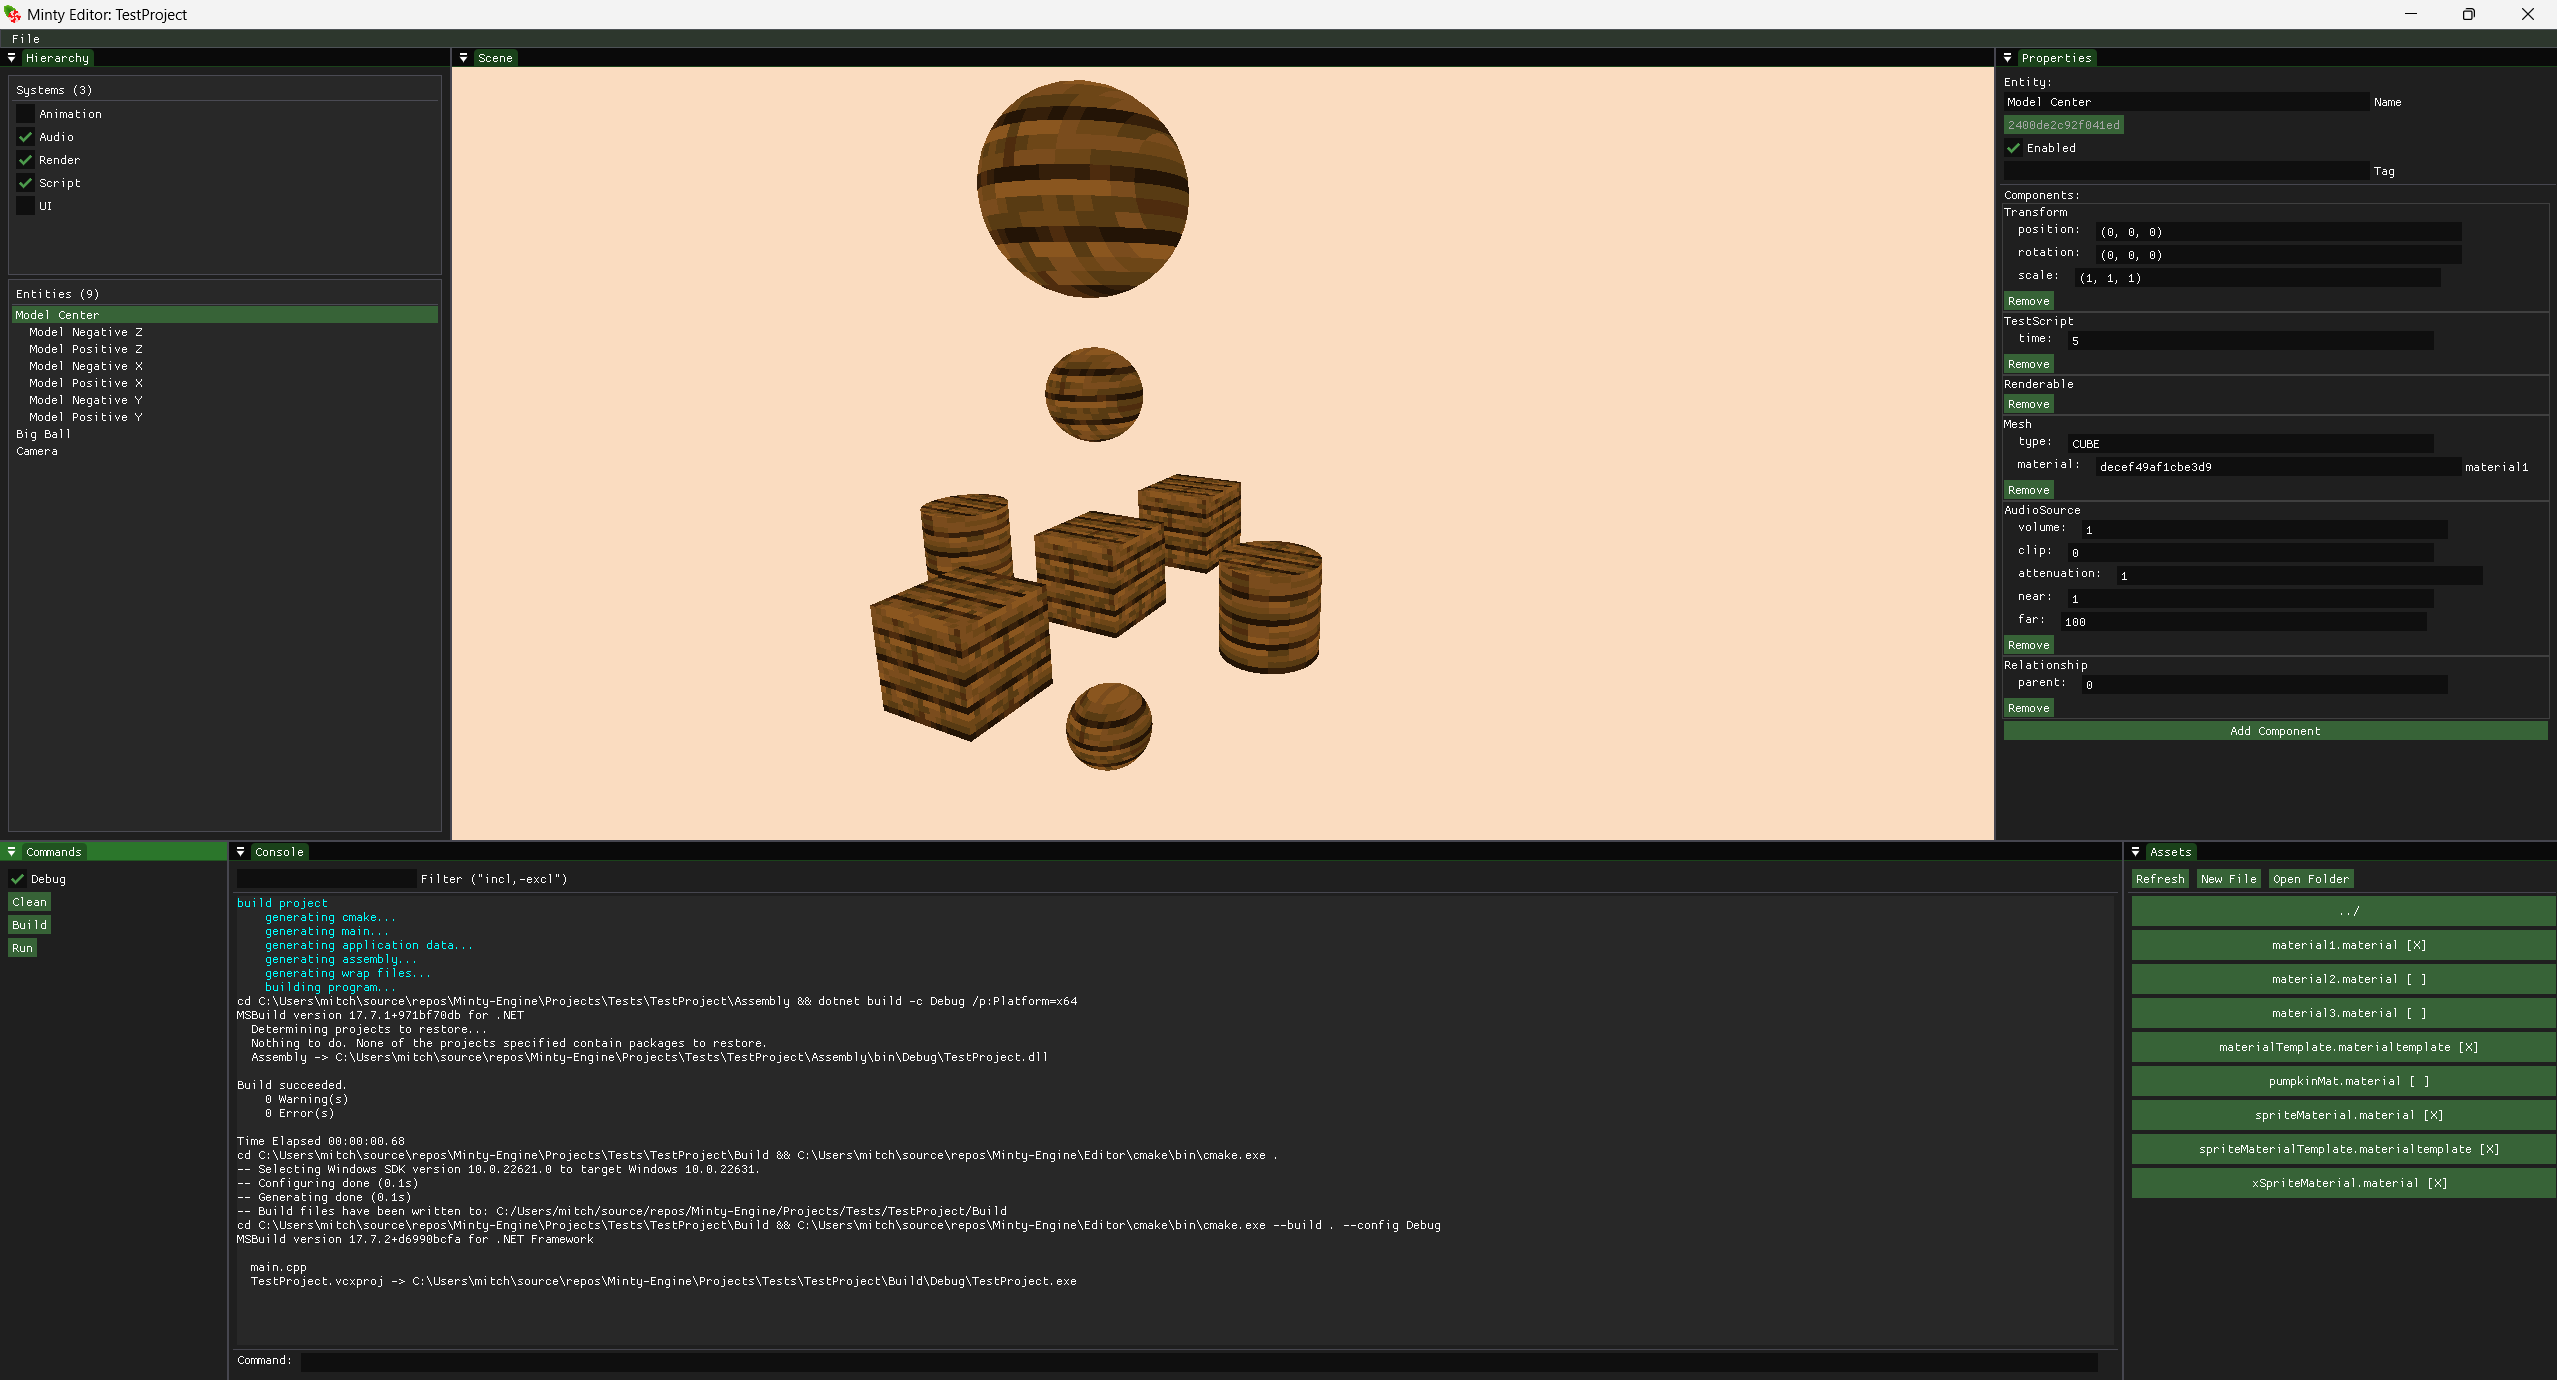 Minty Editor: TestProject
File
Hierarchy
Systems (3)
Animation
Audio
Render
Script
UI
Entities (9)
Model Center
Model Negative Z
Model Positive Z
Model Negative X
Model Positive X
Model Negative Y
Model Positive Y
Big Ball
Camera
Scene
Properties
Entity:
Model Center Name
2400de2c92f041ed
Enabled
Tag
Components:
Transform
position: (0, 0, 0)
rotation: (0, 0, 0)
scale: (1, 1, 1)
Remove
TestScript
time: 5
Remove
Renderable
Remove
Mesh
type: CUBE
material: decef49af1cbe3d9 material1
Remove
AudioSource
volume: 1
clip: 0
attenuation: 1
near: 1
far: 100
Remove
Relationship
parent: 0
Remove
Add Component
Commands
Debug
Clean
Build
Run
Console
Filter ("incl,-excl")
build project
generating cmake...
generating main...
generating application data...
generating assembly...
generating wrap files...
building program...
cd C:\Users\mitch\source\repos\Minty-Engine\Projects\Tests\TestProject\Assembly && dotnet build -c Debug /p:Platform=x64
MSBuild version 17.7.1+971bf70db for .NET
Determining projects to restore...
Nothing to do. None of the projects specified contain packages to restore.
Assembly -> C:\Users\mitch\source\repos\Minty-Engine\Projects\Tests\TestProject\Assembly\bin\Debug\TestProject.dll
Build succeeded.
0 Warning(s)
0 Error(s)
Time Elapsed 00:00:00.68
cd C:\Users\mitch\source\repos\Minty-Engine\Projects\Tests\TestProject\Build && C:\Users\mitch\source\repos\Minty-Engine\Editor\cmake\bin\cmake.exe .
-- Selecting Windows SDK version 10.0.22621.0 to target Windows 10.0.22631.
-- Configuring done (0.1s)
-- Generating done (0.1s)
-- Build files have been written to: C:/Users/mitch/source/repos/Minty-Engine/Projects/Tests/TestProject/Build
cd C:\Users\mitch\source\repos\Minty-Engine\Projects\Tests\TestProject\Build && C:\Users\mitch\source\repos\Minty-Engine\Editor\cmake\bin\cmake.exe --build . --config Debug
MSBuild version 17.7.2+d6990bcfa for .NET Framework
main.cpp
TestProject.vcxproj -> C:\Users\mitch\source\repos\Minty-Engine\Projects\Tests\TestProject\Build\Debug\TestProject.exe
Command:
Assets
Refresh New File Open Folder
../
material1.material [X]
material2.material [ ]
material3.material [ ]
materialTemplate.materialtemplate [X]
pumpkinMat.material [ ]
spriteMaterial.material [X]
spriteMaterialTemplate.materialtemplate [X]
xSpriteMaterial.material [X]